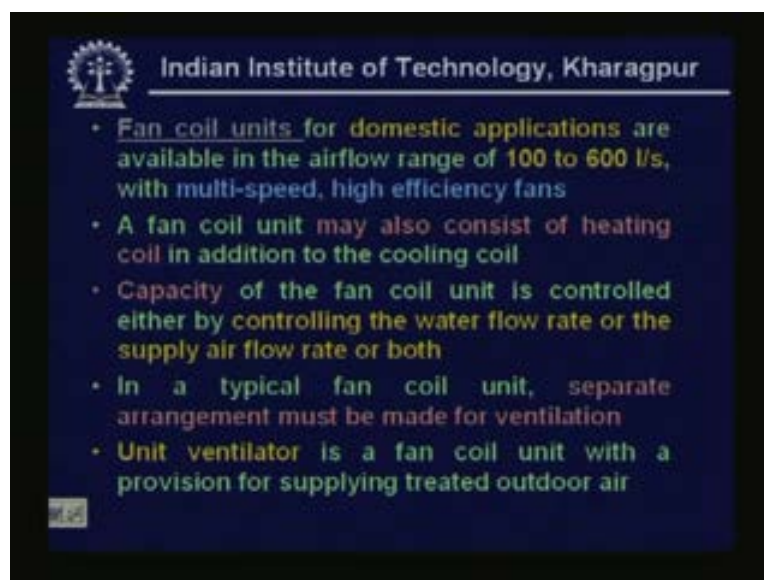 Indian Institute of Technology, Kharagpur
• Fan coil units for domestic applications are
available in the airflow range of 100 to 600 l/s,
with multi-speed, high efficiency fans
• A fan coil unit may also consist of heating
coil in addition to the cooling coil
• Capacity of the fan coil unit is controlled
either by controlling the water flow rate or the
supply air flow rate or both
• In a typical fan coil unit, separate
arrangement must be made for ventilation
• Unit ventilator is a fan coil unit with a
provision for supplying treated outdoor air